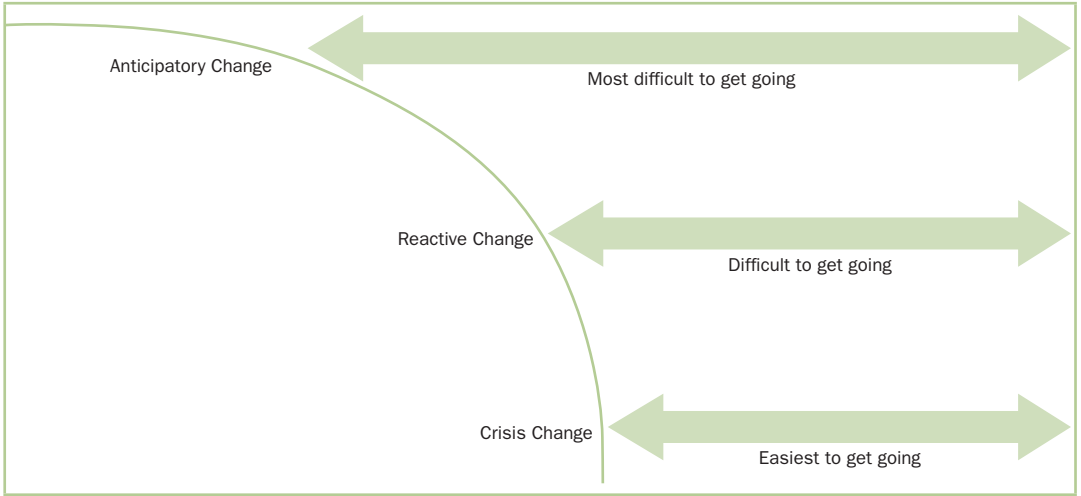 Anticipatory Change
Most difficult to get going
Reactive Change
Difficult to get going
Crisis Change
Easiest to get going